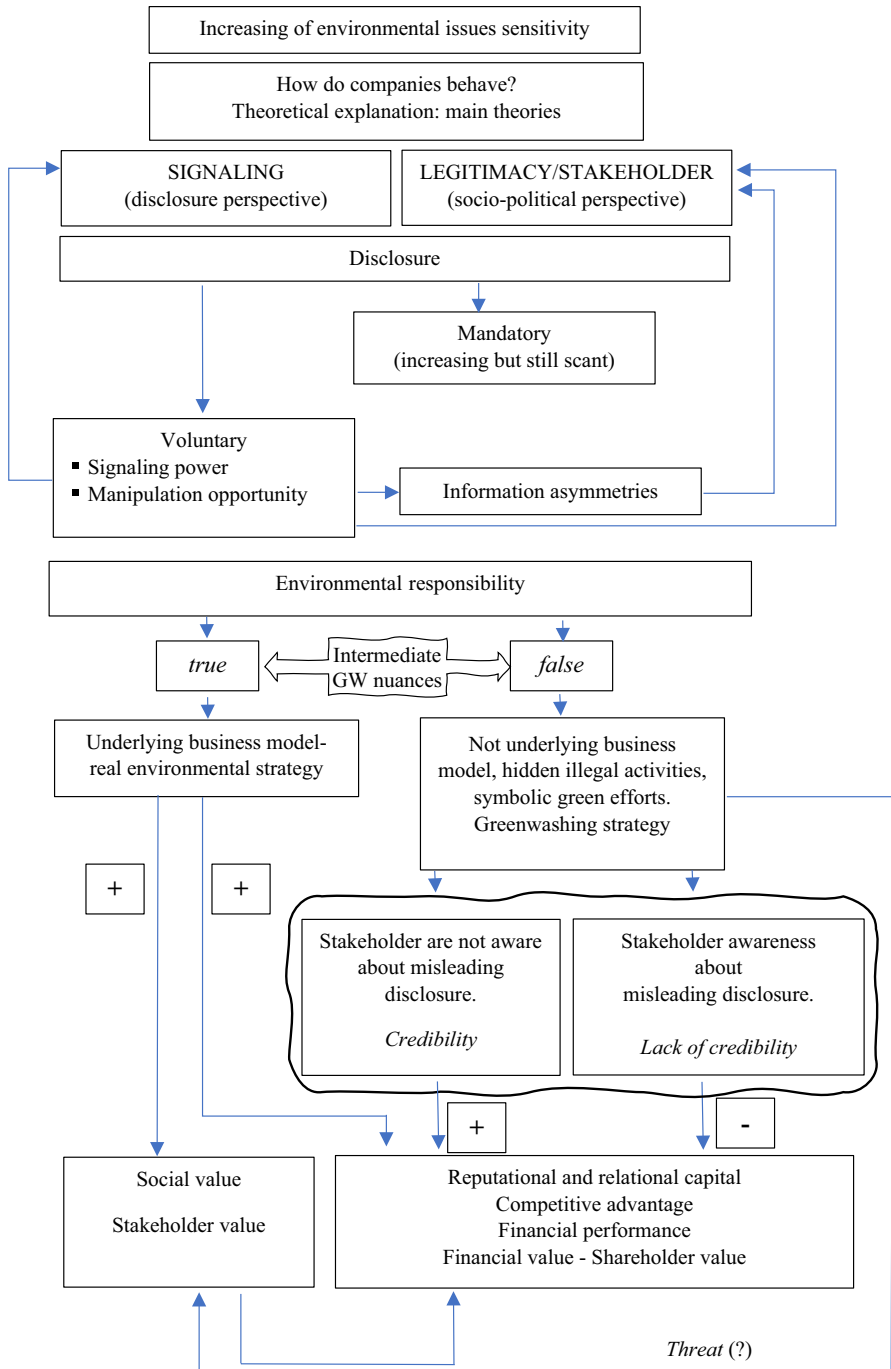 Increasing of environmental issues sensitivity
How do companies behave?
Theoretical explanation: main theories
SIGNALING
(disclosure perspective)
LEGITIMACY/STAKEHOLDER
(socio-political perspective)
Disclosure
Mandatory
(increasing but still scant)
Voluntary
▪ Signaling power
▪ Manipulation opportunity
Information asymmetries
Environmental responsibility
true
Intermediate
GW nuances
false
Underlying business model-
real environmental strategy
Not underlying business
model, hidden illegal activities,
symbolic green efforts.
Greenwashing strategy
+
+
Stakeholder are not aware
about misleading
disclosure.
Credibility
Stakeholder awareness
about
misleading disclosure.
Lack of credibility
+
-
Social value
Stakeholder value
Reputational and relational capital
Competitive advantage
Financial performance
Financial value - Shareholder value
Threat (?)